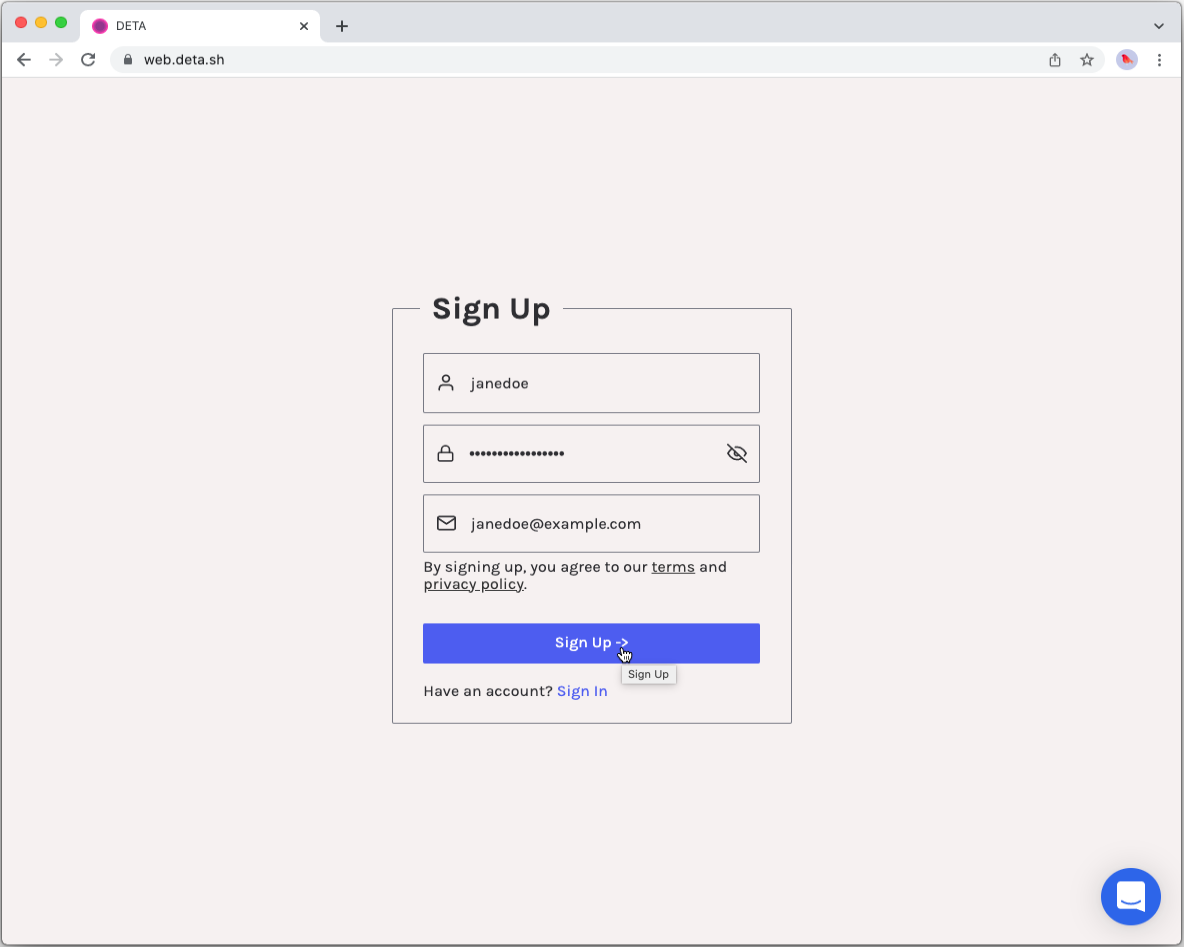 DETA
web.deta.sh
Sign Up
janedoe
•••••••••••••••••
janedoe@example.com
By signing up, you agree to our terms and
privacy policy.
Sign Up ->
Sign Up
Have an account? Sign In